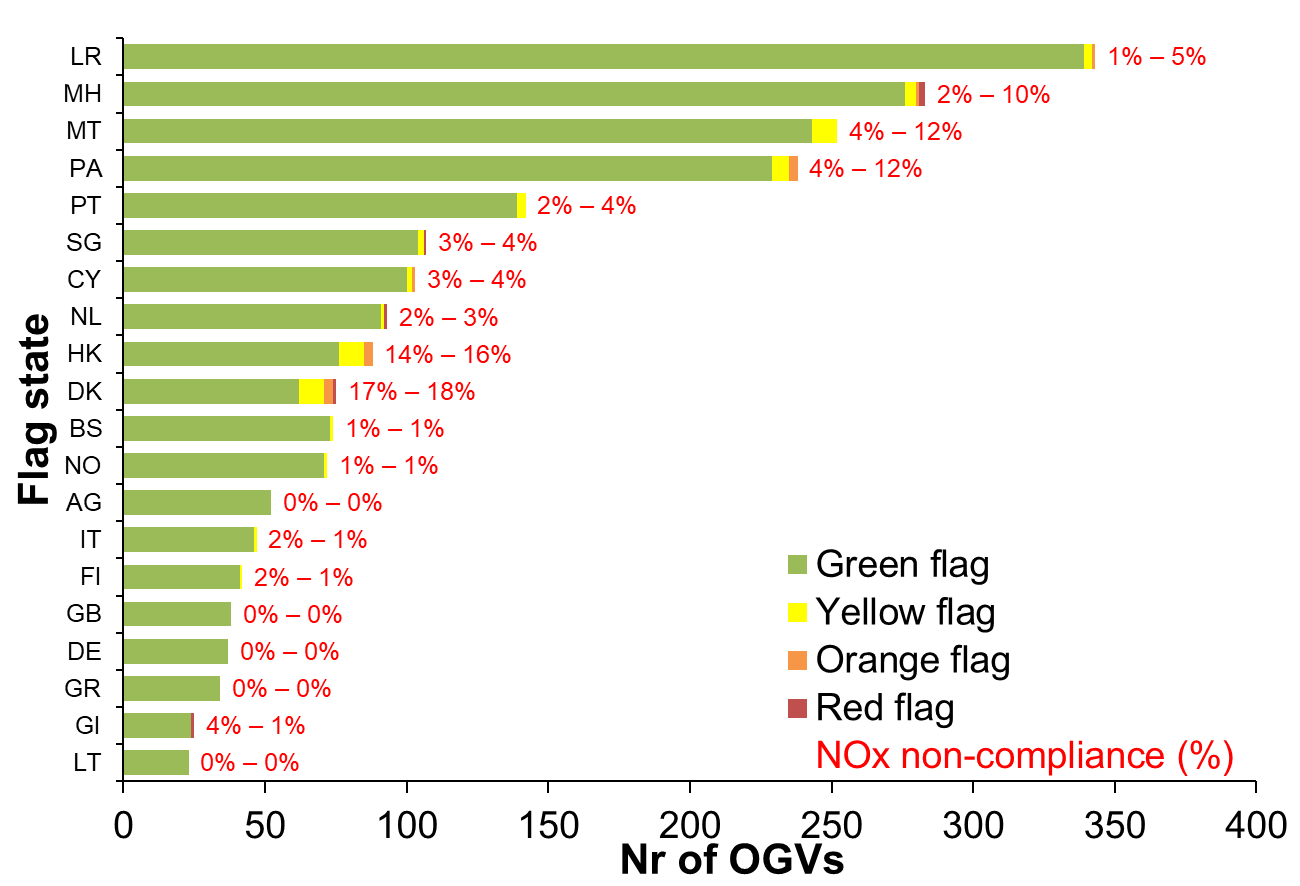 LR 1% – 5%
MH 2% – 10%
MT 4% – 12%
PA 4% – 12%
PT 2% – 4%
SG 3% – 4%
CY 3% – 4%
NL 2% – 3%
HK 14% – 16%
DK 17% – 18%
BS 1% – 1%
NO 1% – 1%
AG 0% – 0%
IT 2% – 1%
FI 2% – 1%
GB 0% – 0%
DE 0% – 0%
GR 0% – 0%
GI 4% – 1%
LT 0% – 0%
Flag state
Green flag
Yellow flag
Orange flag
Red flag
NOx non-compliance (%)
0 50 100 150 200 250 300 350 400
Nr of OGVs